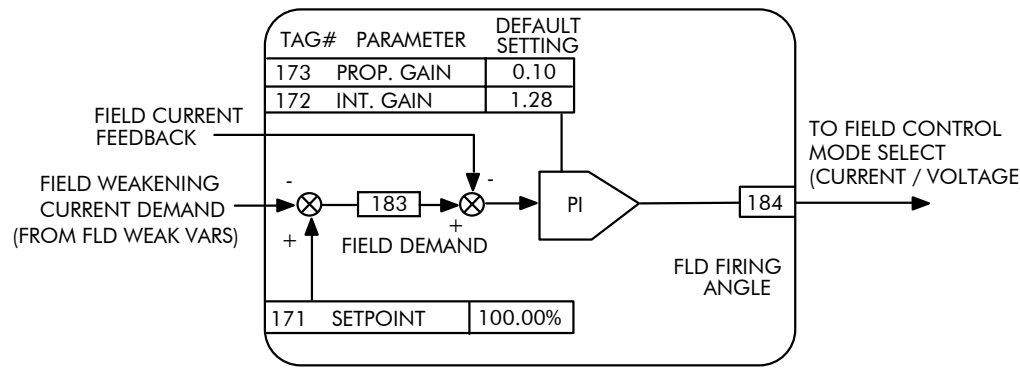 TAG# PARAMETER DEFAULT SETTING
173 PROP. GAIN 0.10
172 INT. GAIN 1.28
FIELD CURRENT
FEEDBACK
TO FIELD CONTROL
MODE SELECT
(CURRENT / VOLTAGE
FIELD WEAKENING
CURRENT DEMAND
(FROM FLD WEAK VARS)
-
+
183
FIELD DEMAND
-
+
PI
184
FLD FIRING
ANGLE
171 SETPOINT 100.00%